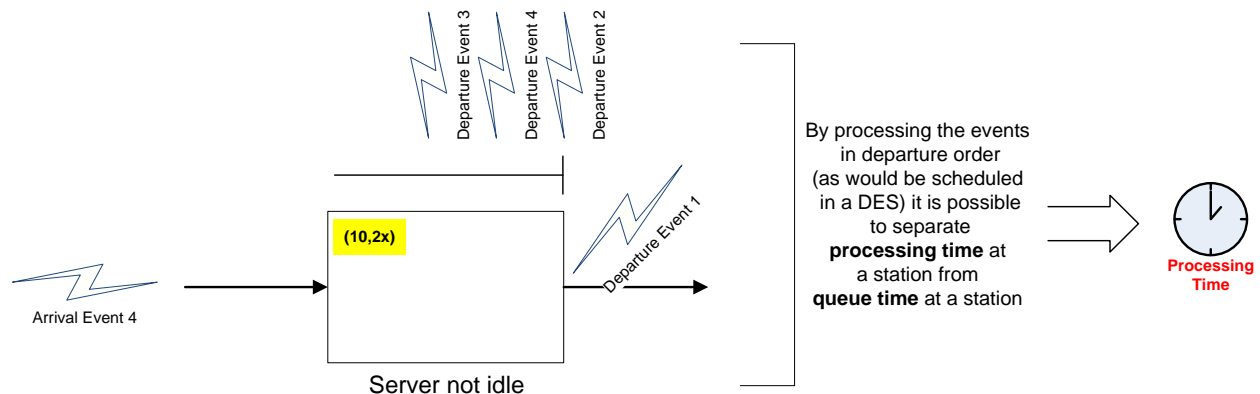 Departure Event 3
Departure Event 4
Departure Event 2
Departure Event 1
(10,2x)
Arrival Event 4
Server not idle
By processing the events
in departure order
(as would be scheduled
in a DES) it is possible
to separate
processing time at
a station from
queue time at a station
Processing
Time